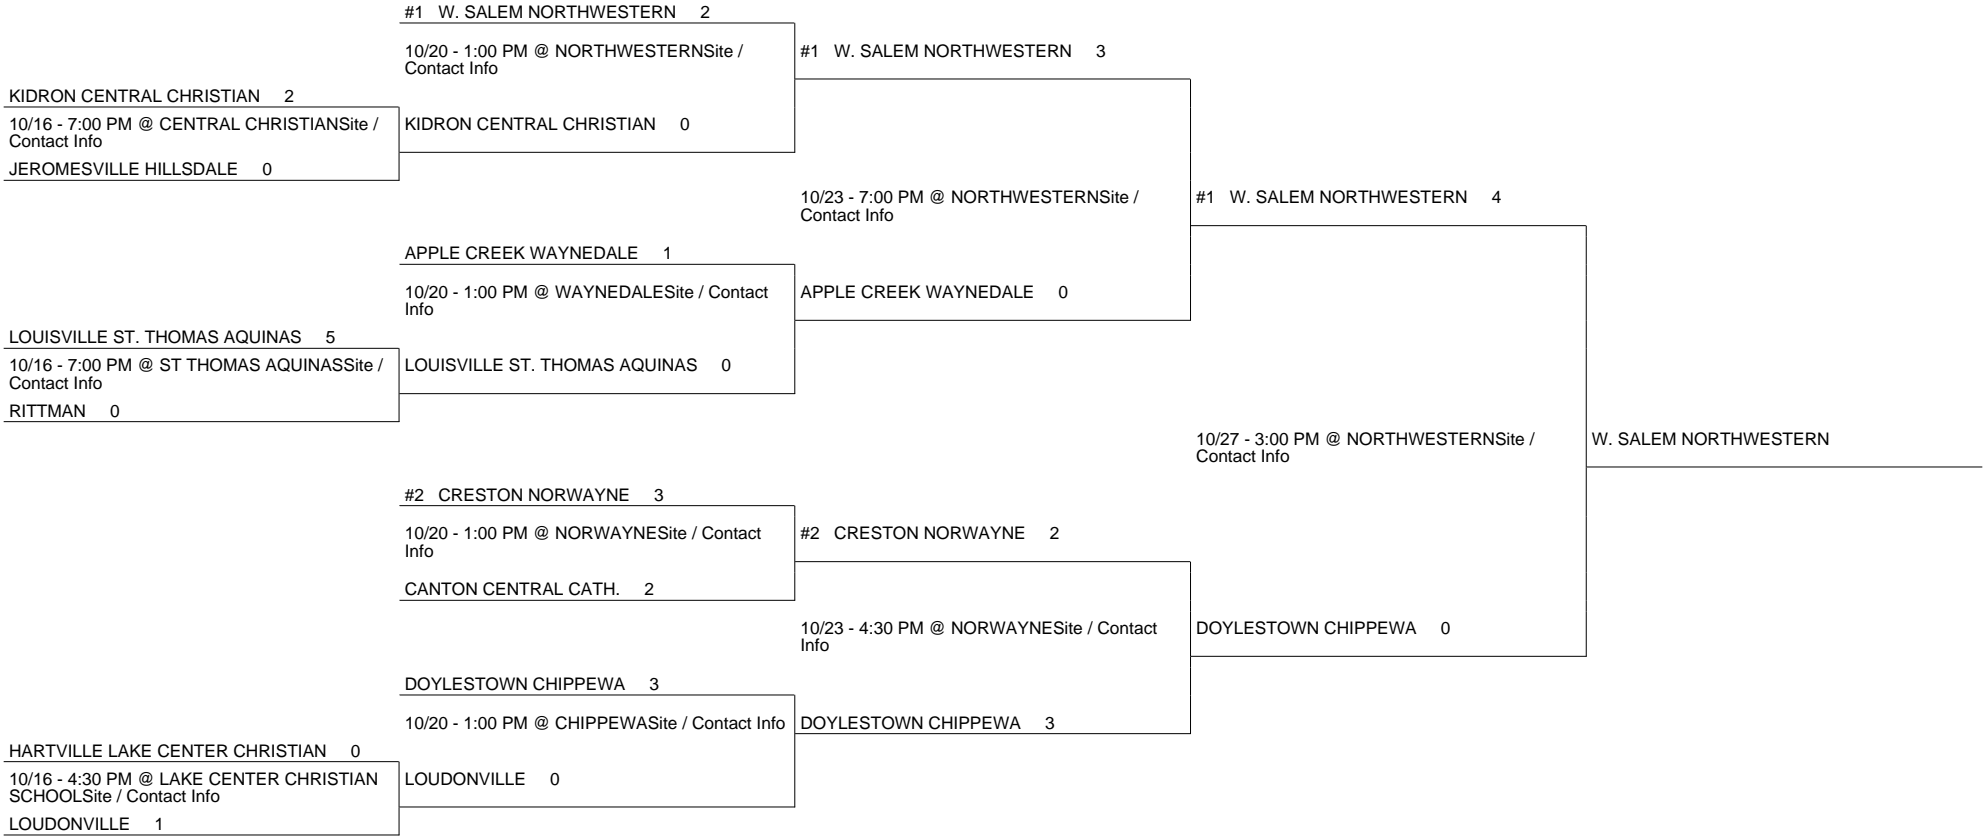 #1 W. SALEM NORTHWESTERN 2
10/20 - 1:00 PM @ NORTHWESTERNSite /
Contact Info
#1 W. SALEM NORTHWESTERN 3
KIDRON CENTRAL CHRISTIAN 2
10/16 - 7:00 PM @ CENTRAL CHRISTIANSite /
Contact Info
KIDRON CENTRAL CHRISTIAN 0
JEROMESVILLE HILLSDALE 0
10/23 - 7:00 PM @ NORTHWESTERNSite /
Contact Info
#1 W. SALEM NORTHWESTERN 4
APPLE CREEK WAYNEDALE 1
10/20 - 1:00 PM @ WAYNEDALESite / Contact
Info
APPLE CREEK WAYNEDALE 0
LOUISVILLE ST. THOMAS AQUINAS 5
10/16 - 7:00 PM @ ST THOMAS AQUINASSite /
Contact Info
LOUISVILLE ST. THOMAS AQUINAS 0
RITTMAN 0
10/27 - 3:00 PM @ NORTHWESTERNSite /
Contact Info
W. SALEM NORTHWESTERN
#2 CRESTON NORWAYNE 3
10/20 - 1:00 PM @ NORWAYNESite / Contact
Info
#2 CRESTON NORWAYNE 2
CANTON CENTRAL CATH. 2
10/23 - 4:30 PM @ NORWAYNESite / Contact
Info
DOYLESTOWN CHIPPEWA 0
DOYLESTOWN CHIPPEWA 3
10/20 - 1:00 PM @ CHIPPEWASite / Contact Info
DOYLESTOWN CHIPPEWA 3
HARTVILLE LAKE CENTER CHRISTIAN 0
10/16 - 4:30 PM @ LAKE CENTER CHRISTIAN
SCHOOLSite / Contact Info
LOUDONVILLE 0
LOUDONVILLE 1